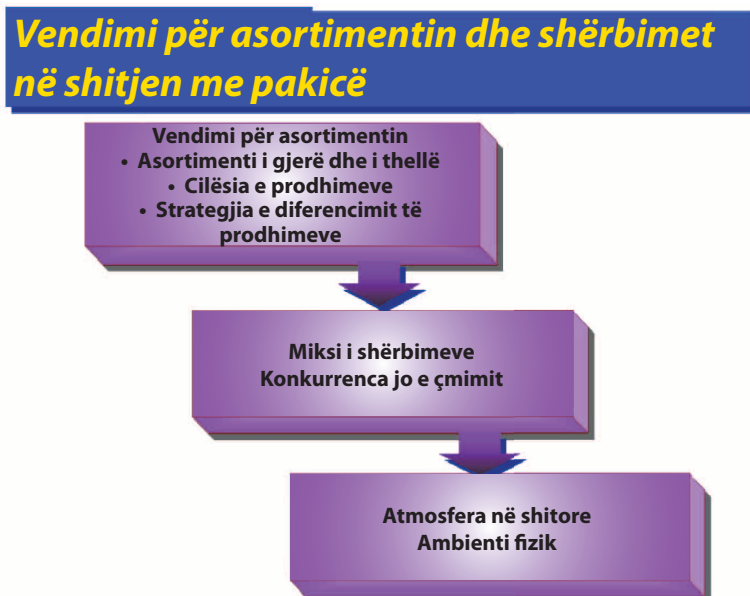 Vendimi për asortimentin dhe shërbimet
në shitjen me pakicë
Vendimi për asortimentin
• Asortimenti i gjerë dhe i thellë
• Cilësia e prodhimeve
• Strategjia e diferencimit të
prodhimeve
Miksi i shërbimeve
Konkurrenca jo e çmimit
Atmosfera në shitore
Ambienti fizik